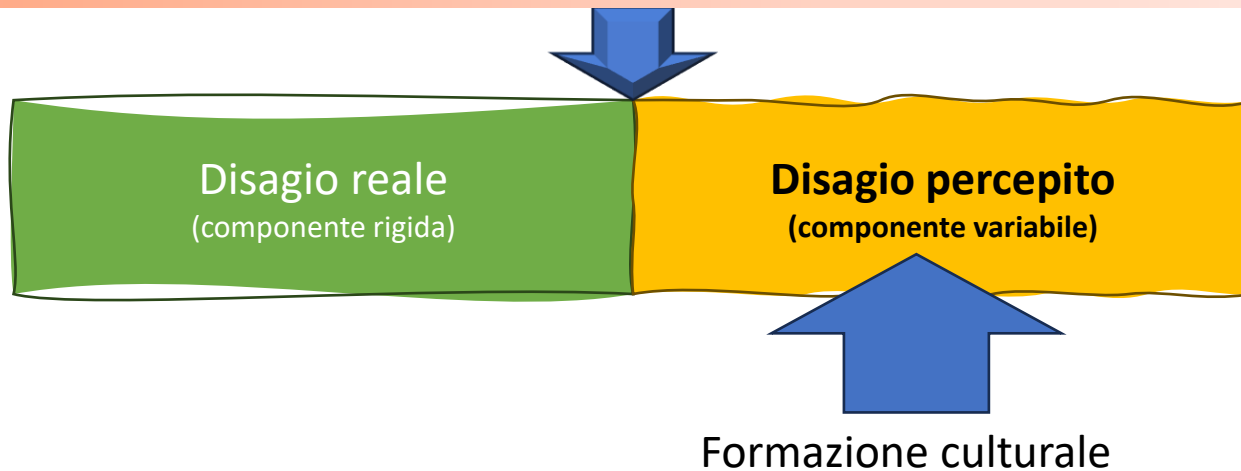 Disagio reale
(componente rigida)
Disagio percepito
(componente variabile)
Formazione culturale